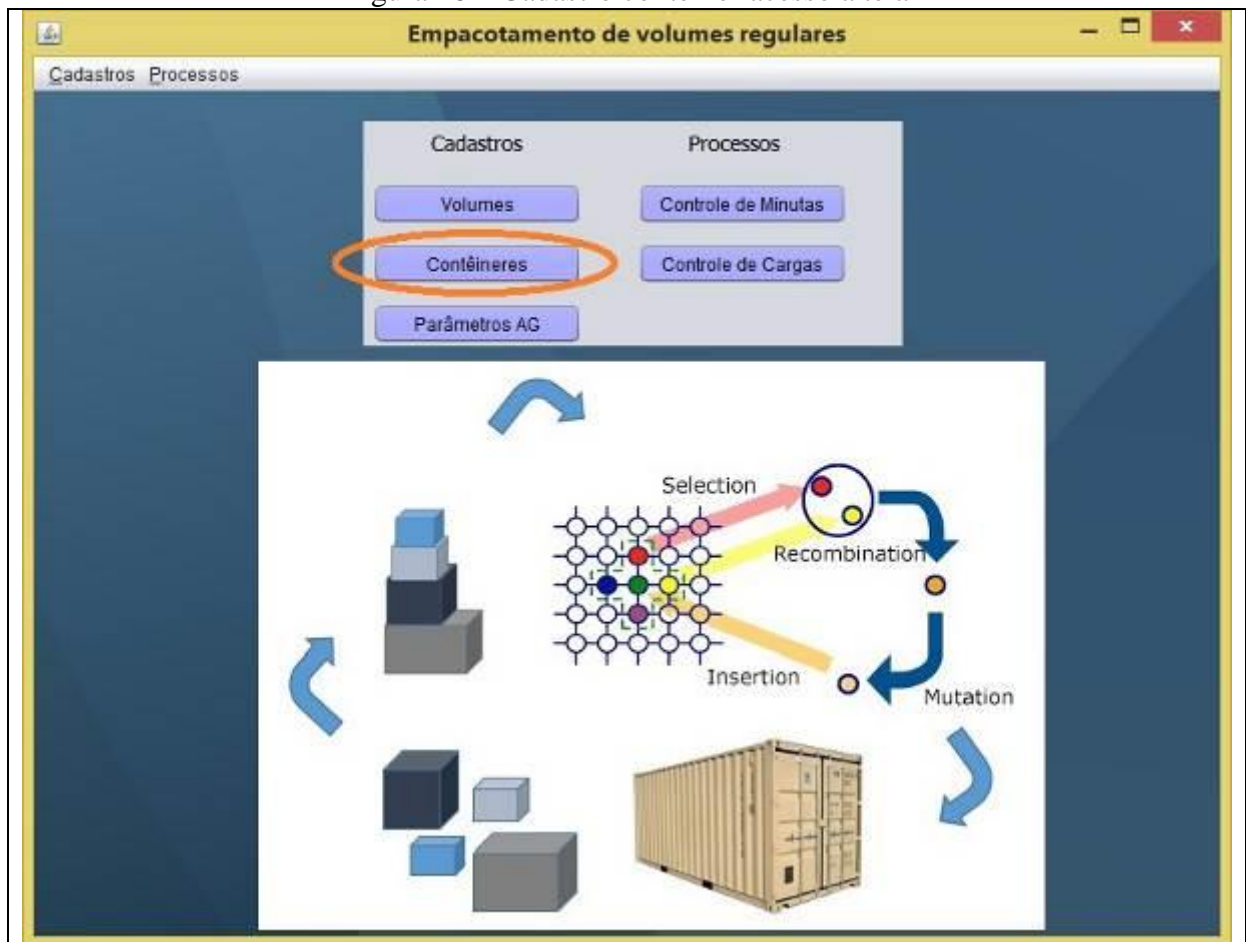 Empacotamento de volumes regulares
Cadastros Processos
Cadastros
Processos
Volumes
Controle de Minutas
Contêineres
Controle de Cargas
Parâmetros AG
Selection
Recombination
Insertion
Mutation